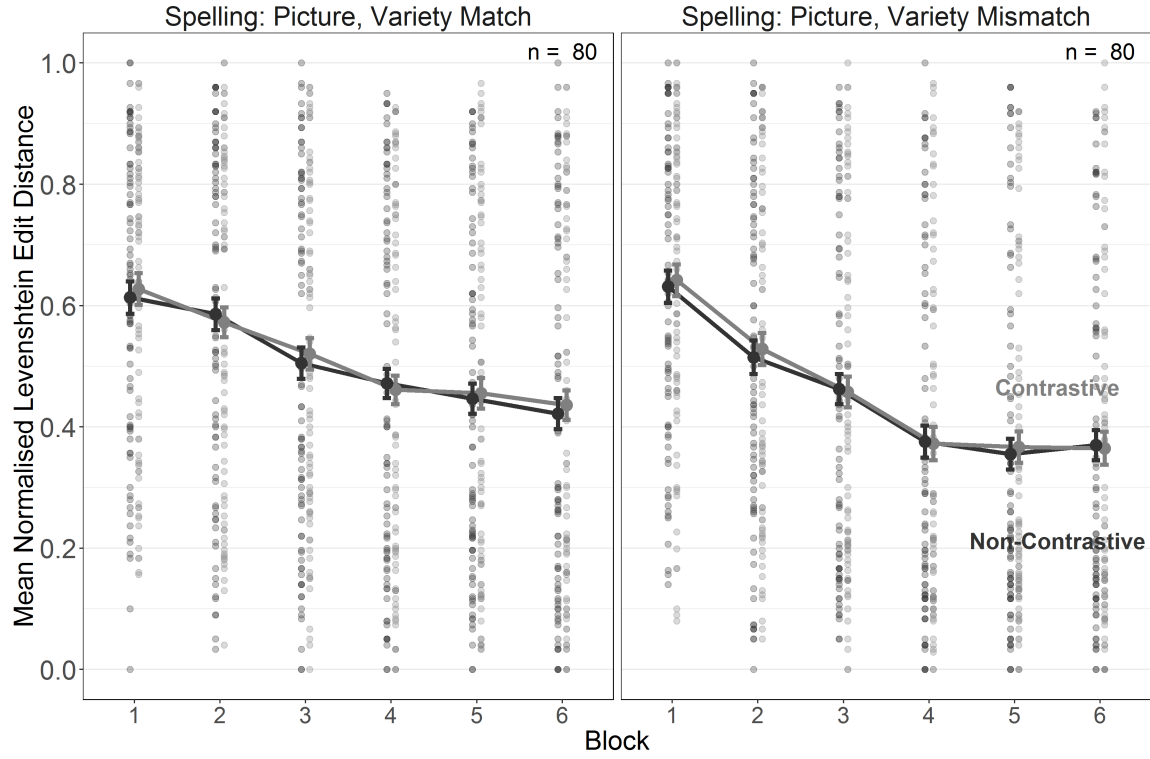 Spelling: Picture, Variety Match
Spelling: Picture, Variety Mismatch
n = 80
n = 80
Mean Normalised Levenshtein Edit Distance
1.0
0.8
0.6
0.4
0.2
0.0
Contrastive
Non-Contrastive
1 2 3 4 5 6
1 2 3 4 5 6
Block